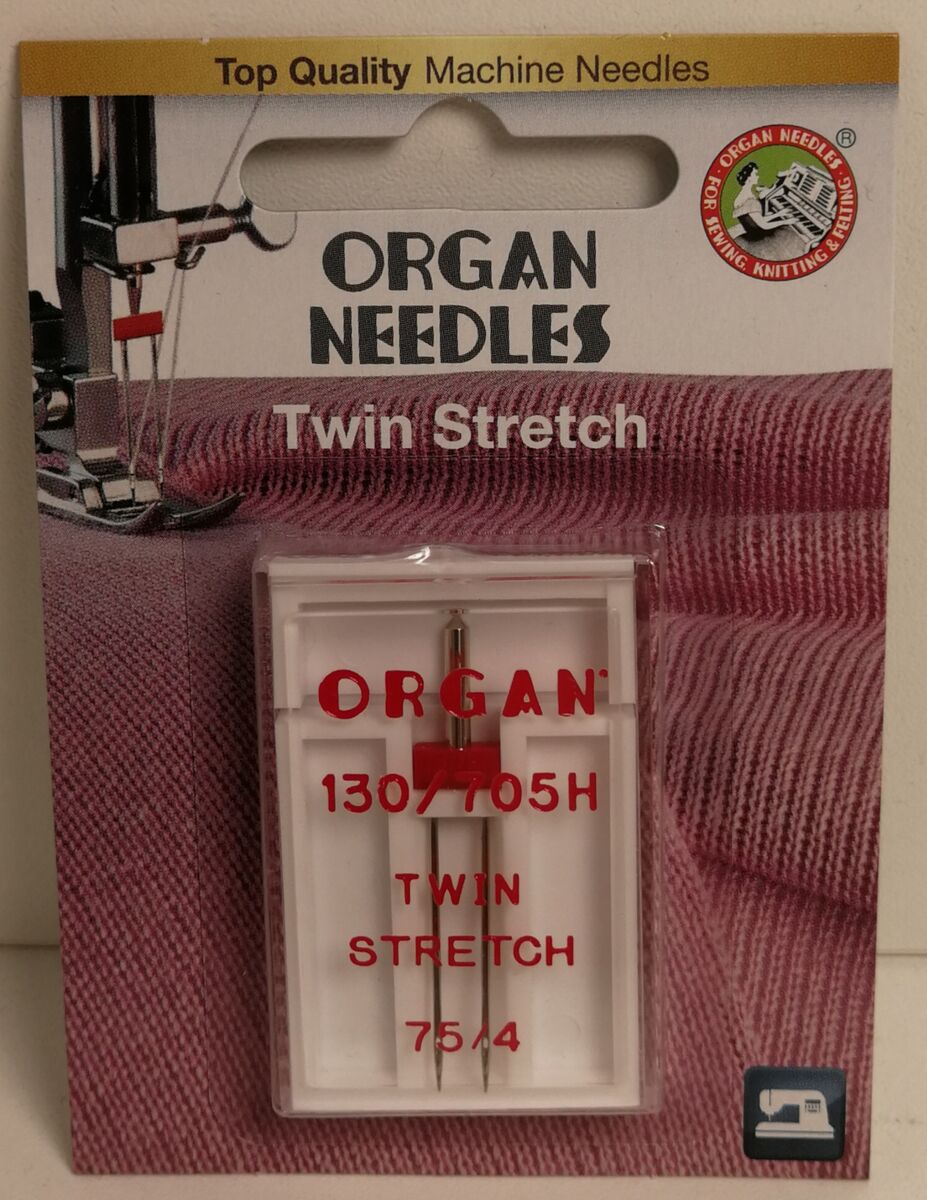 Top Quality Machine Needles
ORGAN NEEDLES
FOR SEWING, KNITTING & FELTING
®
ORGAN
NEEDLES
Twin Stretch
ORGAN
130/705H
TWIN
STRETCH
75/4